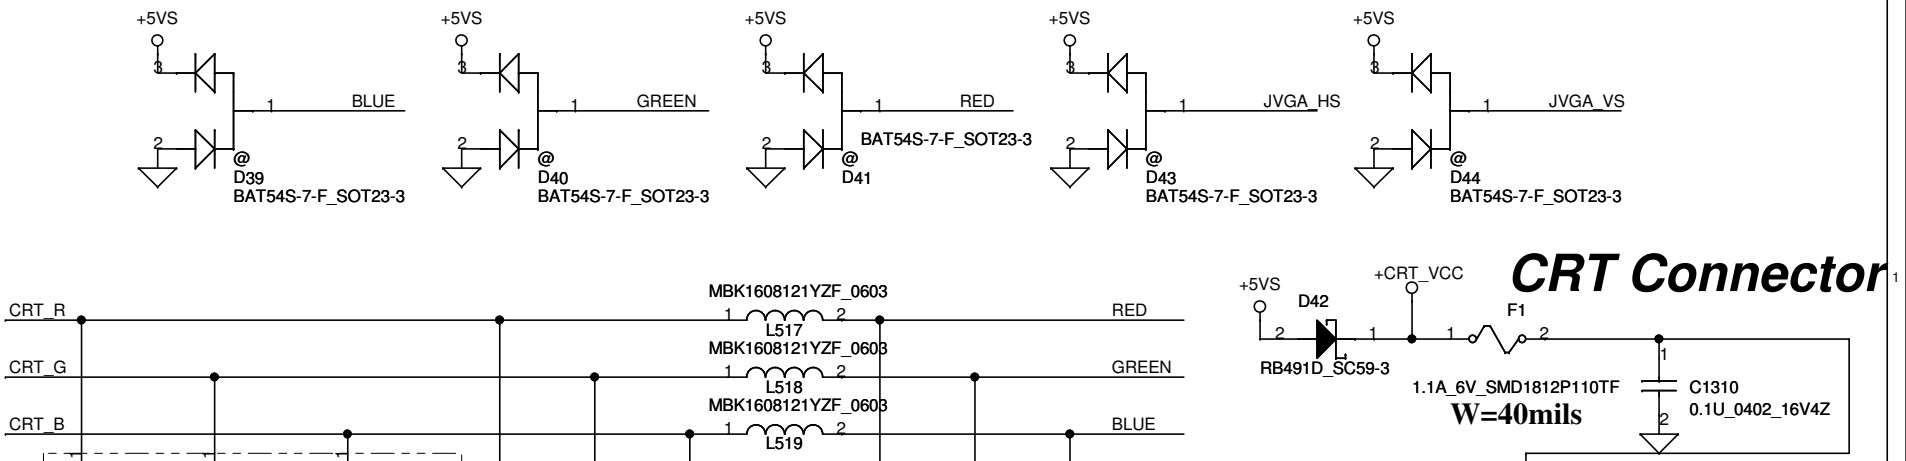 +5VS +5VS +5VS +5VS +5VS
3 3 3 3 3
1 BLUE 1 GREEN 1 RED 1 JVGA_HS 1 JVGA_VS
2 2 2 BAT54S-7-F_SOT23-3 2 2
@ @ @ @ @
D39 D40 D41 D43 D44
BAT54S-7-F_SOT23-3 BAT54S-7-F_SOT23-3 BAT54S-7-F_SOT23-3 BAT54S-7-F_SOT23-3
CRT Connector
1
+CRT_VCC
+5VS
D42
F1
2 1 1 2
RB491D_SC59-3
1.1A_6V_SMD1812P110TF
W=40mils
1
C1310
0.1U_0402_16V4Z
2
MBK1608121YZF_0603
CRT_R 1 2 RED
L517
MBK1608121YZF_0603
CRT_G 1 2 GREEN
L518
MBK1608121YZF_0603
CRT_B 1 2 BLUE
L519